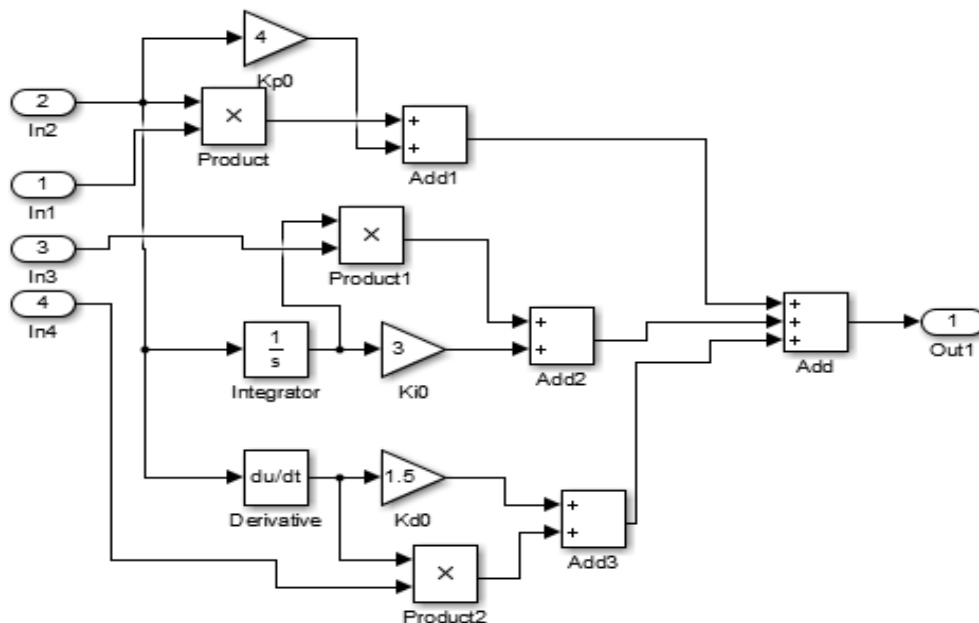 4
Kp0
2
In2
×
Product
+
+
Add1
1
In1
×
Product1
3
In3
4
In4
1
s
Integrator
3
Ki0
+
+
Add2
+
+
+
Add
1
Out1
du/dt
Derivative
1.5
Kd0
+
+
Add3
×
Product2